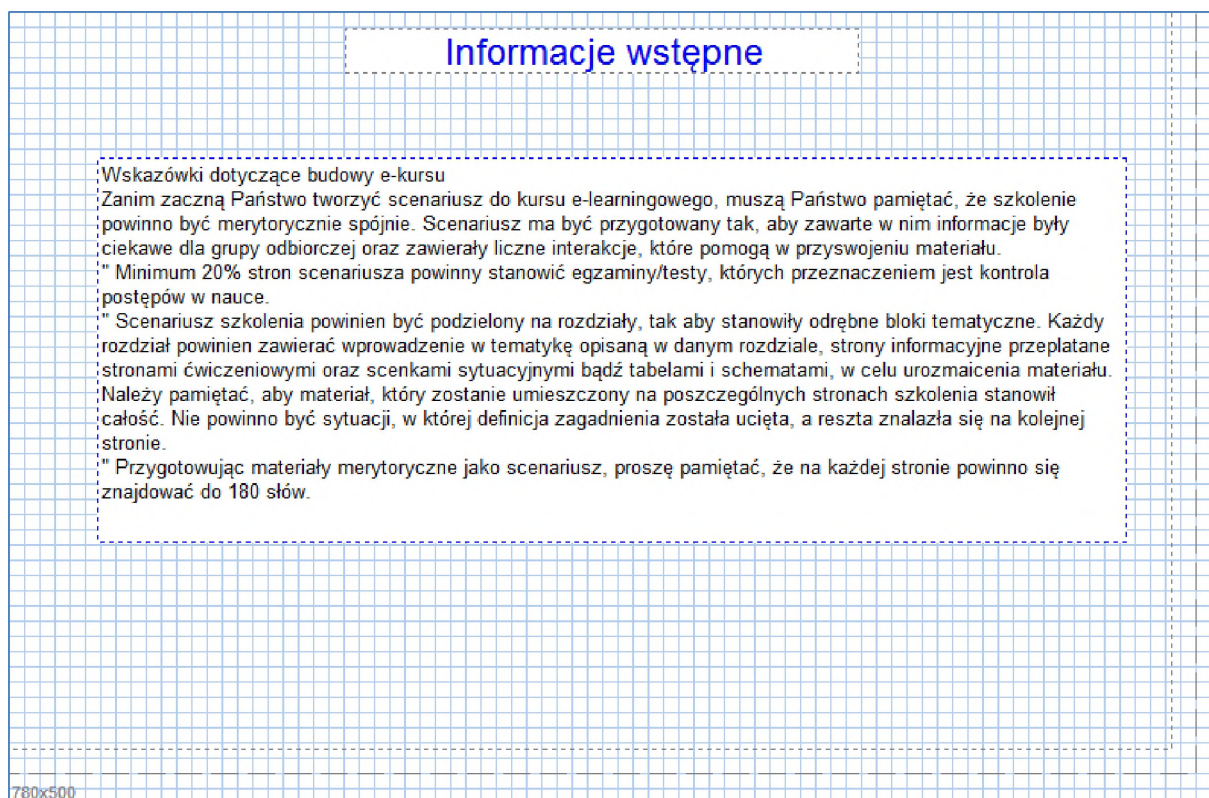 Informacje wstępne
Wskazówki dotyczące budowy e-kursu
Zanim zaczną Państwo tworzyć scenariusz do kursu e-learningowego, muszą Państwo pamiętać, że szkolenie
powinno być merytorycznie spójnie. Scenariusz ma być przygotowany tak, aby zawarte w nim informacje były
ciekawe dla grupy odbiorczej oraz zawierały liczne interakcje, które pomogą w przyswojeniu materiału.
" Minimum 20% stron scenariusza powinny stanowić egzaminy/testy, których przeznaczeniem jest kontrola
postępów w nauce.
" Scenariusz szkolenia powinien być podzielony na rozdziały, tak aby stanowiły odrębne bloki tematyczne. Każdy
rozdział powinien zawierać wprowadzenie w tematykę opisaną w danym rozdziale, strony informacyjne przeplatane
stronami ćwiczeniowymi oraz scenkami sytuacyjnymi bądź tabelami i schematami, w celu urozmaicenia materiału.
Należy pamiętać, aby materiał, który zostanie umieszczony na poszczególnych stronach szkolenia stanowił
całość. Nie powinno być sytuacji, w której definicja zagadnienia została ucięta, a reszta znalazła się na kolejnej
stronie.
" Przygotowując materiały merytoryczne jako scenariusz, proszę pamiętać, że na każdej stronie powinno się
znajdować do 180 słów.
780x500